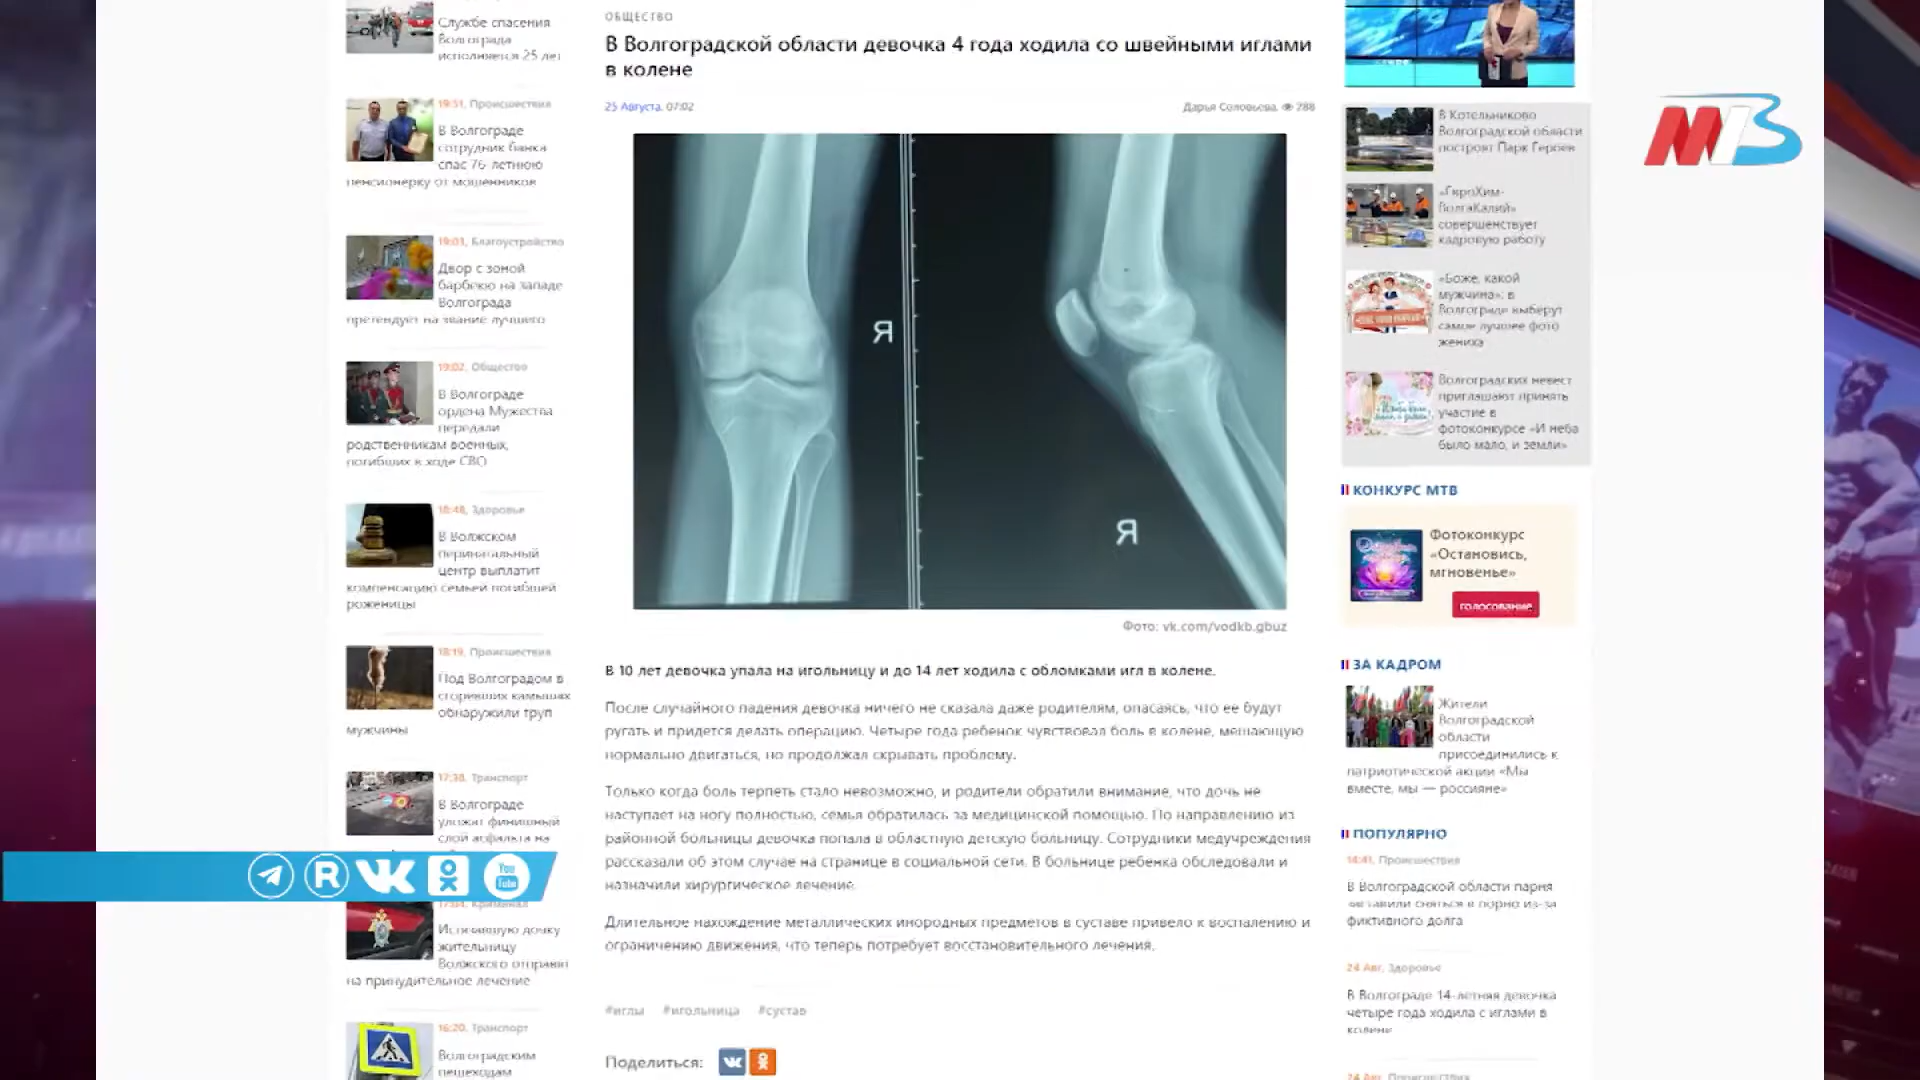 Службе спасения
Волгограда
исполняется 25 лет
19:51, Происшествия
В Волгограде
сотрудник банка
спас 76-летнюю
пенсионерку от мошенников
19:03, Благоустройство
Двор с зоной
барбекю на западе
Волгограда
претендует на звание лучшего
19:02, Общество
В Волгограде
ордена Мужества
передали
родственникам военных,
погибших в ходе СВО
18:48, Здоровье
В Волжском
перинатальный
центр выплатит
компенсацию семьей погибшей
роженицы
18:19, Происшествия
Под Волгоградом в
сгоревших камышах
обнаружили труп
мужчины
17:38, Транспорт
В Волгограде
уложат финишный
слой асфальта на
You
Tube
17:04, Криминал
Избившую дочку
жительницу
Волжского отправят
на принудительное лечение
16:20, Транспорт
Волгоградским
пешеходам
ОБЩЕСТВО
В Волгоградской области девочка 4 года ходила со швейными иглами
в колене
25 Августа, 07:02
Дарья Соловьева, 288
Я
Я
Фото: vk.com/vodkb.gbuz
В 10 лет девочка упала на игольницу и до 14 лет ходила с обломками игл в колене.
После случайного падения девочка ничего не сказала даже родителям, опасаясь, что ее будут
ругать и придется делать операцию. Четыре года ребенок чувствовал боль в колене, мешающую
нормально двигаться, но продолжал скрывать проблему.
Только когда боль терпеть стало невозможно, и родители обратили внимание, что дочь не
наступает на ногу полностью, семья обратилась за медицинской помощью. По направлению из
районной больницы девочка попала в областную детскую больницу. Сотрудники медучреждения
рассказали об этом случае на странице в социальной сети. В больнице ребенка обследовали и
назначили хирургическое лечение.
Длительное нахождение металлических инородных предметов в суставе привело к воспалению и
ограничению движения, что теперь потребует восстановительного лечения.
#иглы #игольница #сустав
Поделиться:
В Котельниково
Волгоградской области
построят Парк Героев
«ЕвроХим-
ВолгаКалий»
совершенствует
кадровую работу
«Боже, какой
мужчина»: в
Волгограде выберут
самое лучшее фото
жениха
Волгоградских невест
приглашают принять
участие в
фотоконкурсе «И неба
было мало, и земли»
КОНКУРС МТВ
Фотоконкурс
«Остановись,
мгновенье»
голосование
ЗА КАДРОМ
Жители
Волгоградской
области
присоединились к
патриотической акции «Мы
вместе, мы — россияне»
ПОПУЛЯРНО
14:41, Происшествия
В Волгоградской области парня
заставили сняться в порно из-за
фиктивного долга
24 Авг, Здоровье
В Волгограде 14-летняя девочка
четыре года ходила с иглами в
колене
24 Авг, Происшествия
МТВ